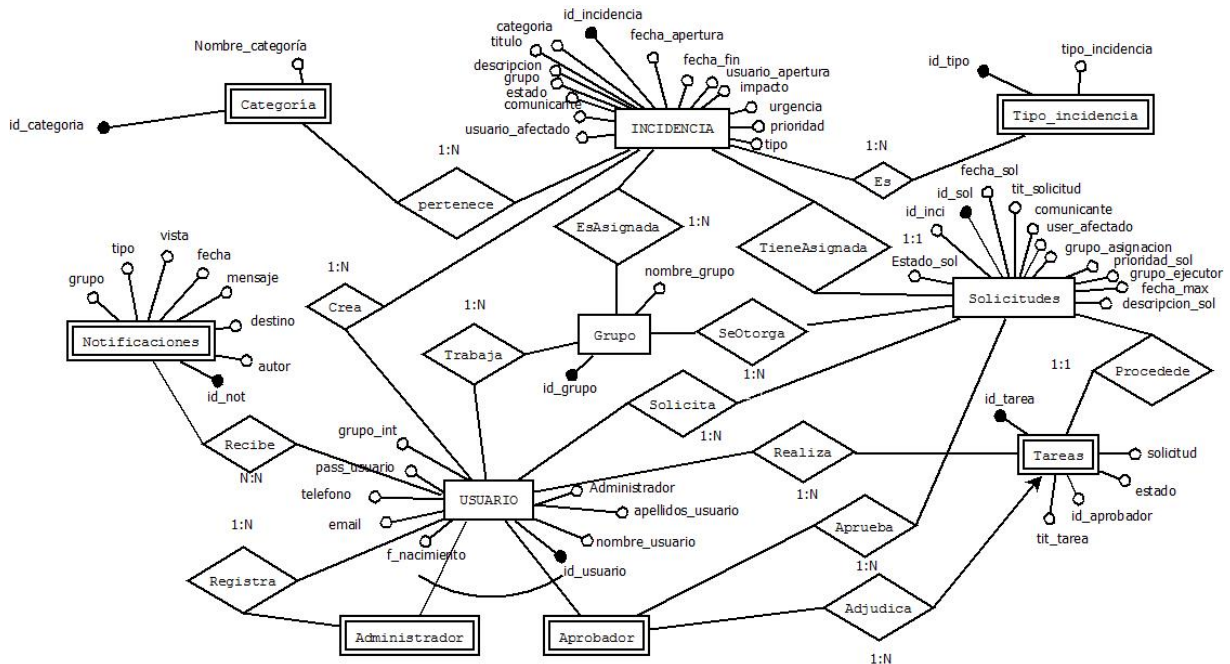 id_incidencia
categoria
titulo
fecha_apertura
Nombre_categoría
tipo_incidencia
id_tipo
descripcion
grupo
estado
comunicante
usuario_afectado
fecha_fin
usuario_apertura
impacto
urgencia
prioridad
tipo
Categoría
INCIDENCIA
Tipo_incidencia
id_categoria
1:N
pertenece
1:N
Es
EsAsignada
1:N
TieneAsignada
1:1
fecha_sol
id_sol
tit_solicitud
id_inci
comunicante
user_afectado
grupo_asignacion
prioridad_sol
grupo_ejecutor
fecha_max
descripcion_sol
Estado_sol
Solicitudes
vista
tipo
fecha
grupo
mensaje
destino
autor
id_not
Notificaciones
1:N
Crea
1:N
Trabaja
nombre_grupo
Grupo
id_grupo
SeOtorga
1:N
1:1
Procedede
Solicita
1:N
Recibe
N:N
grupo_int
pass_usuario
telefono
email
f_nacimiento
USUARIO
Administrador
apellidos_usuario
nombre_usuario
id_usuario
Realiza
1:N
id_tarea
Tareas
solicitud
estado
id_aprobador
tit_tarea
1:N
Registra
Aprueba
1:N
Administrador
Aprobador
Adjudica
1:N